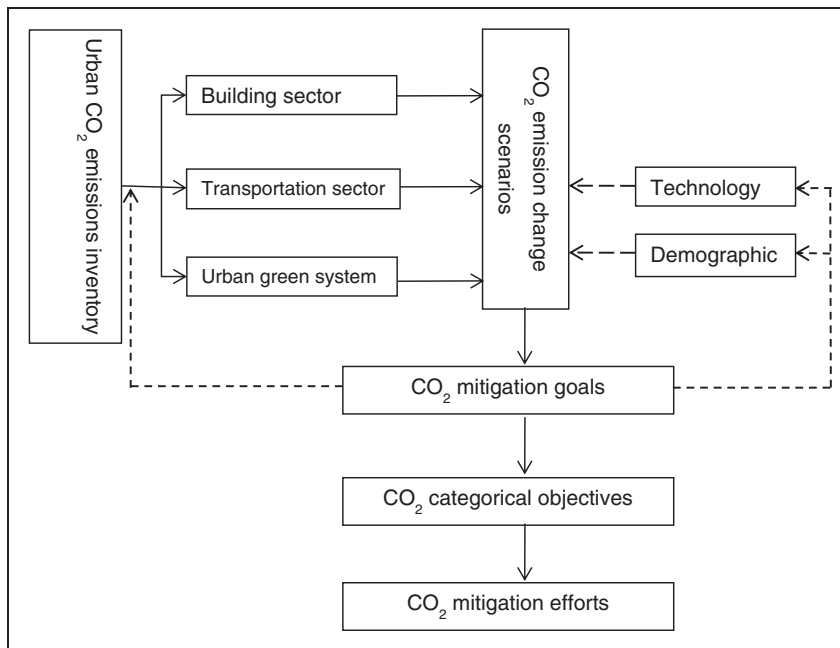 Urban CO₂ emissions inventory
Building sector
Transportation sector
Urban green system
CO₂ emission change
scenarios
Technology
Demographic
CO₂ mitigation goals
CO₂ categorical objectives
CO₂ mitigation efforts